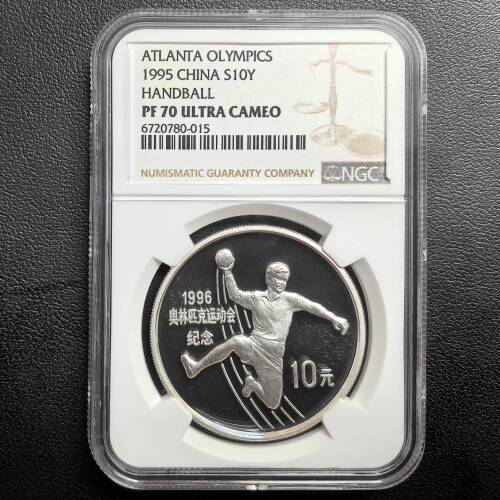 ATLANTA OLYMPICS
1995 CHINA S10Y
HANDBALL
PF 70 ULTRA CAMEO
6720780-015
NUMISMATIC GUARANTY COMPANY
NGC
1996
奥林匹克运动会
纪念
10元